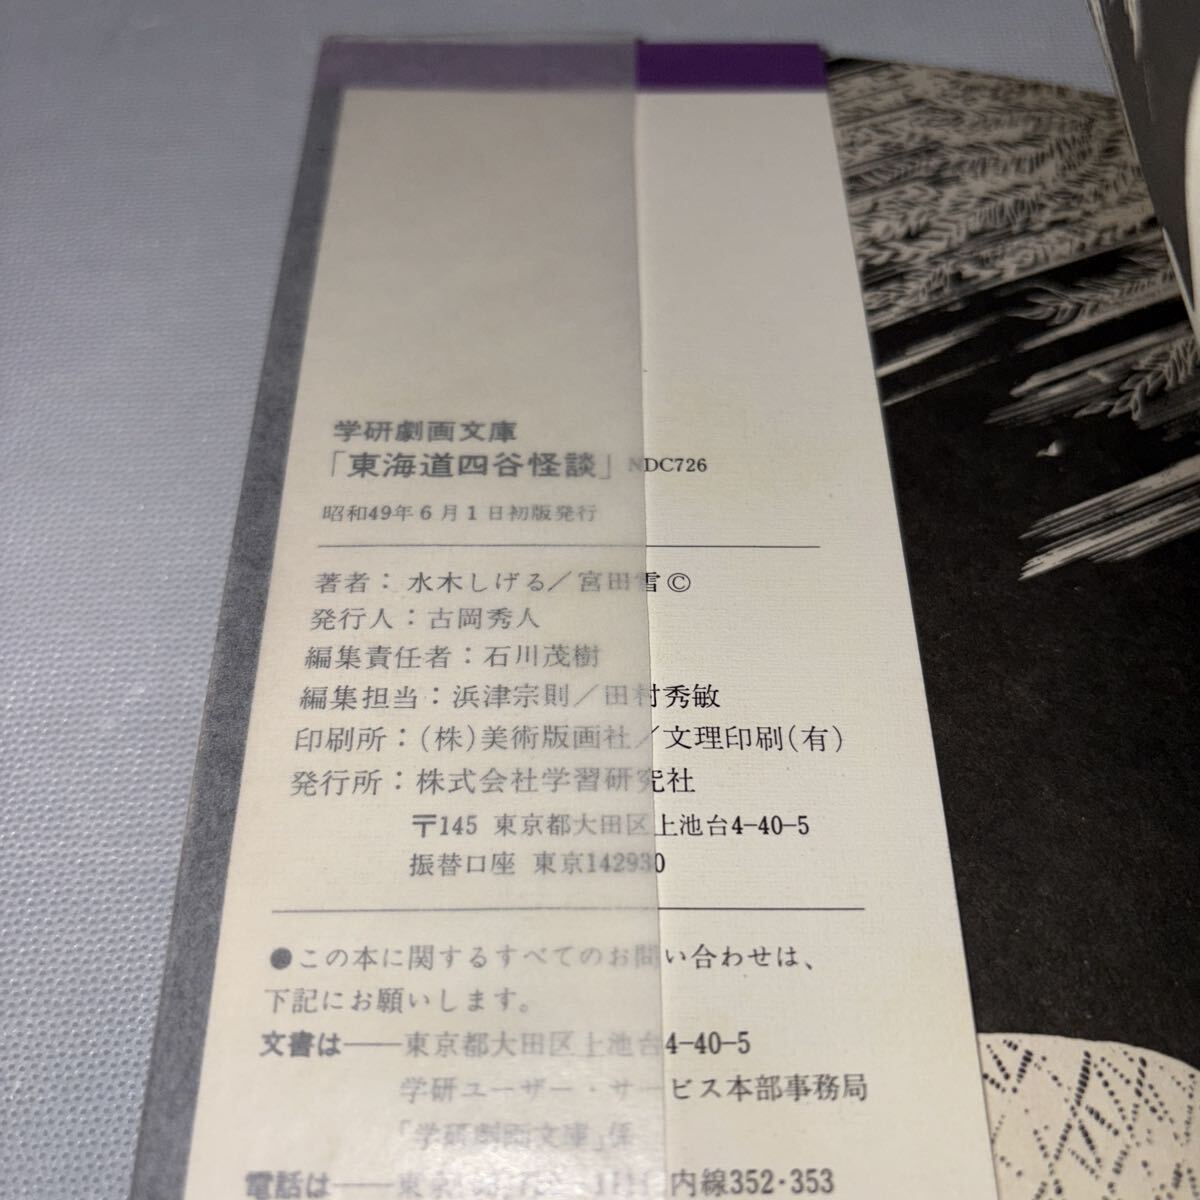 学研劇画文庫
「東海道四谷怪談」 NDC726
昭和49年6月1日初版発行
著者：水木しげる／宮田雪©
発行人：古岡秀人
編集責任者：石川茂樹
編集担当：浜津宗則／田村秀敏
印刷所：(株)美術版画社／文理印刷(有)
発行所：株式会社学習研究社
〒145 東京都大田区上池台4-40-5
振替口座 東京142930
●この本に関するすべてのお問い合わせは、
下記にお願いします。
文書は——東京都大田区上池台4-40-5
学研ユーザー・サービス本部事務局
「学研劇画文庫」係
電話は——東京 内線352・353